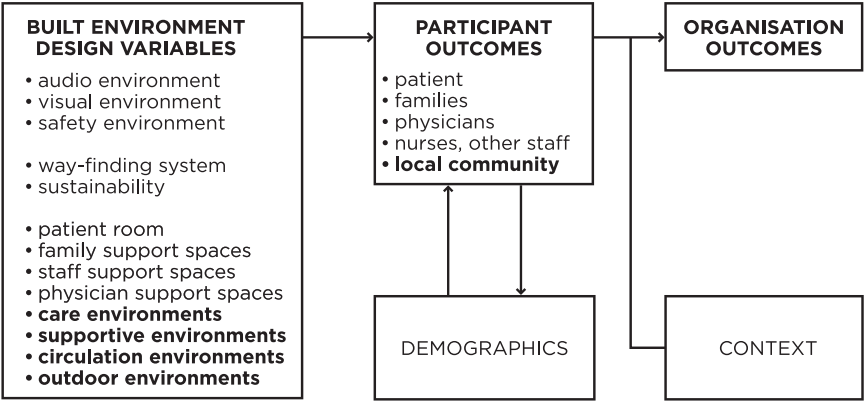 BUILT ENVIRONMENT
DESIGN VARIABLES
• audio environment
• visual environment
• safety environment
• way-finding system
• sustainability
• patient room
• family support spaces
• staff support spaces
• physician support spaces
• care environments
• supportive environments
• circulation environments
• outdoor environments
PARTICIPANT
OUTCOMES
• patient
• families
• physicians
• nurses, other staff
• local community
ORGANISATION
OUTCOMES
DEMOGRAPHICS
CONTEXT